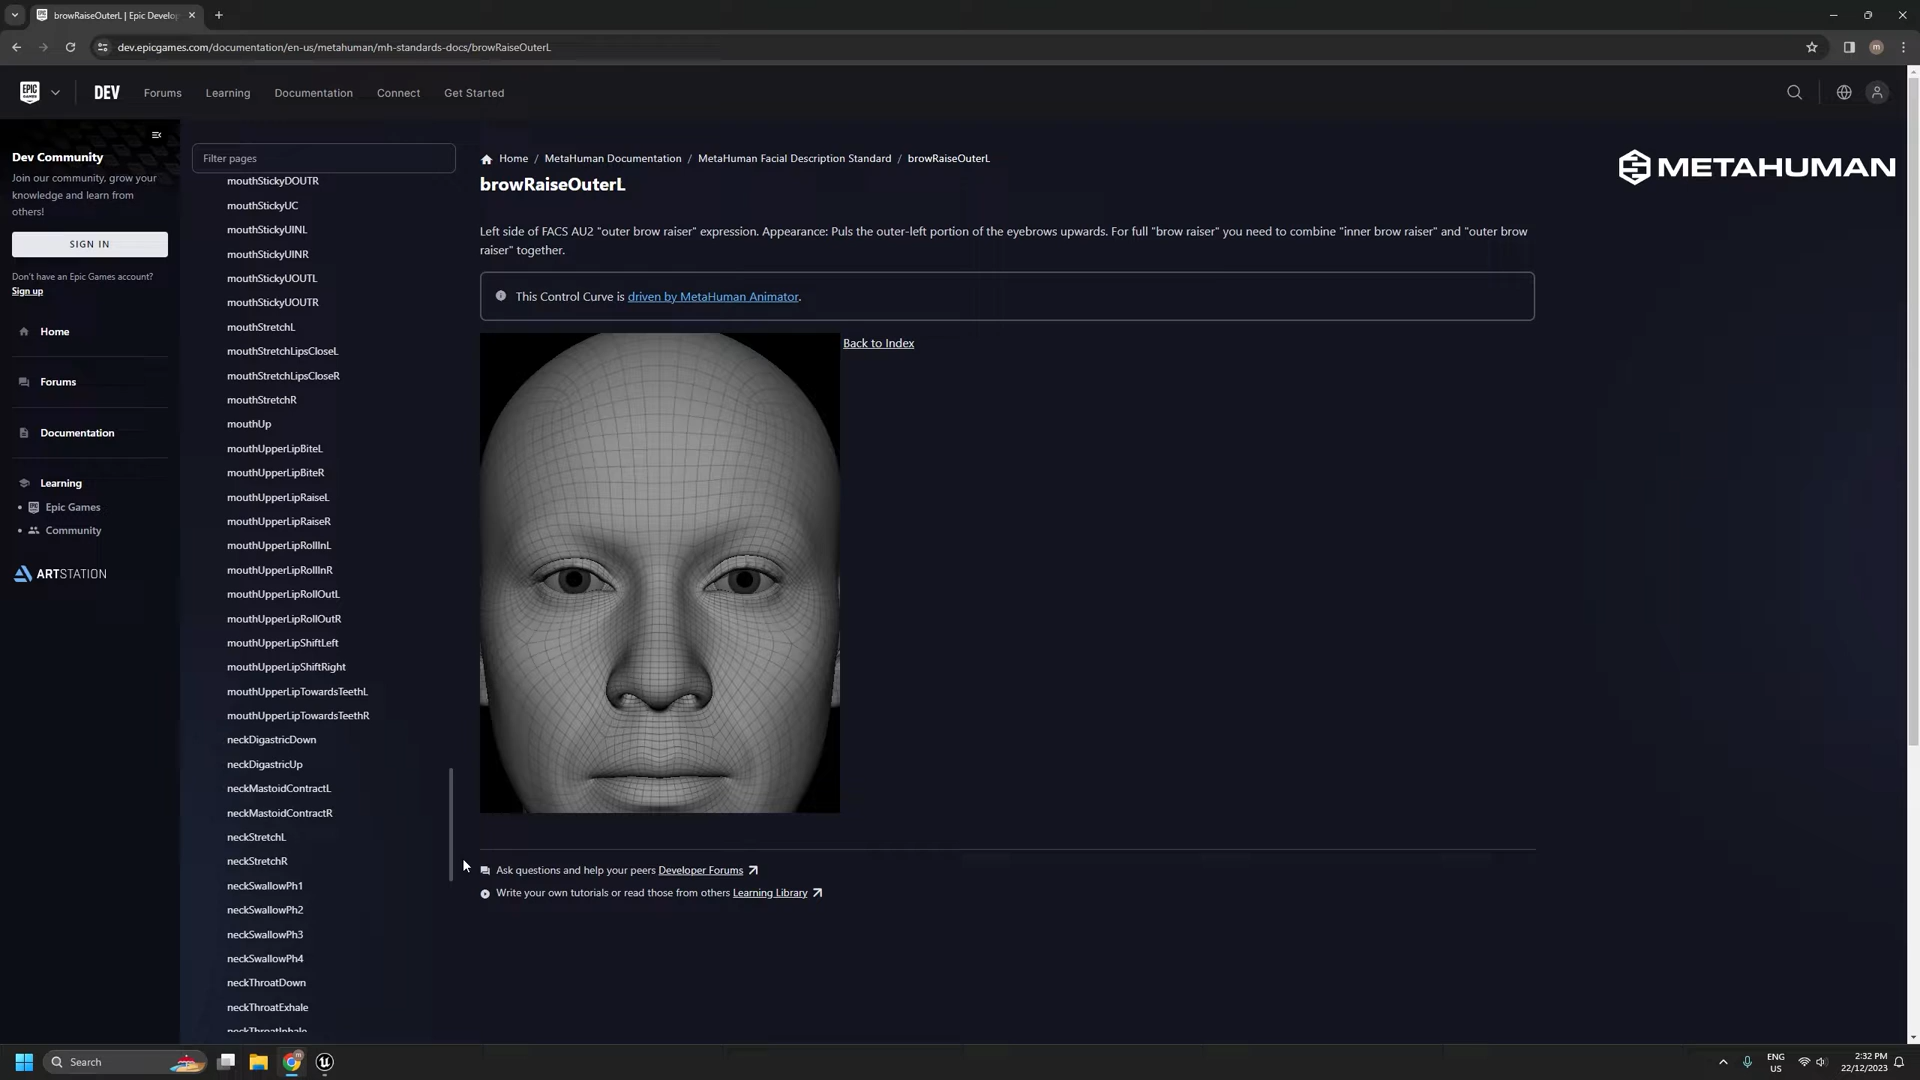 browRaiseOuterL | Epic Develo
dev.epicgames.com/documentation/en-us/metahuman/mh-standards-docs/browRaiseOuterL
m
EPIC GAMES
DEV
Forums
Learning
Documentation
Connect
Get Started
Dev Community
Join our community, grow your
knowledge and learn from
others!
SIGN IN
Don't have an Epic Games account?
Sign up
Home
Forums
Documentation
Learning
• Epic Games
• Community
ARTSTATION
Filter pages
mouthStickyDOUTR
mouthStickyUC
mouthStickyUINL
mouthStickyUINR
mouthStickyUOUTL
mouthStickyUOUTR
mouthStretchL
mouthStretchLipsCloseL
mouthStretchLipsCloseR
mouthStretchR
mouthUp
mouthUpperLipBiteL
mouthUpperLipBiteR
mouthUpperLipRaiseL
mouthUpperLipRaiseR
mouthUpperLipRollInL
mouthUpperLipRollInR
mouthUpperLipRollOutL
mouthUpperLipRollOutR
mouthUpperLipShiftLeft
mouthUpperLipShiftRight
mouthUpperLipTowardsTeethL
mouthUpperLipTowardsTeethR
neckDigastricDown
neckDigastricUp
neckMastoidContractL
neckMastoidContractR
neckStretchL
neckStretchR
neckSwallowPh1
neckSwallowPh2
neckSwallowPh3
neckSwallowPh4
neckThroatDown
neckThroatExhale
neckThroatInhale
Home / MetaHuman Documentation / MetaHuman Facial Description Standard / browRaiseOuterL
METAHUMAN
browRaiseOuterL
Left side of FACS AU2 "outer brow raiser" expression. Appearance: Puls the outer-left portion of the eyebrows upwards. For full "brow raiser" you need to combine "inner brow raiser" and "outer brow
raiser" together.
This Control Curve is driven by MetaHuman Animator.
Back to Index
Ask questions and help your peers Developer Forums
Write your own tutorials or read those from others Learning Library
Search
ENG
US
2:32 PM
22/12/2023